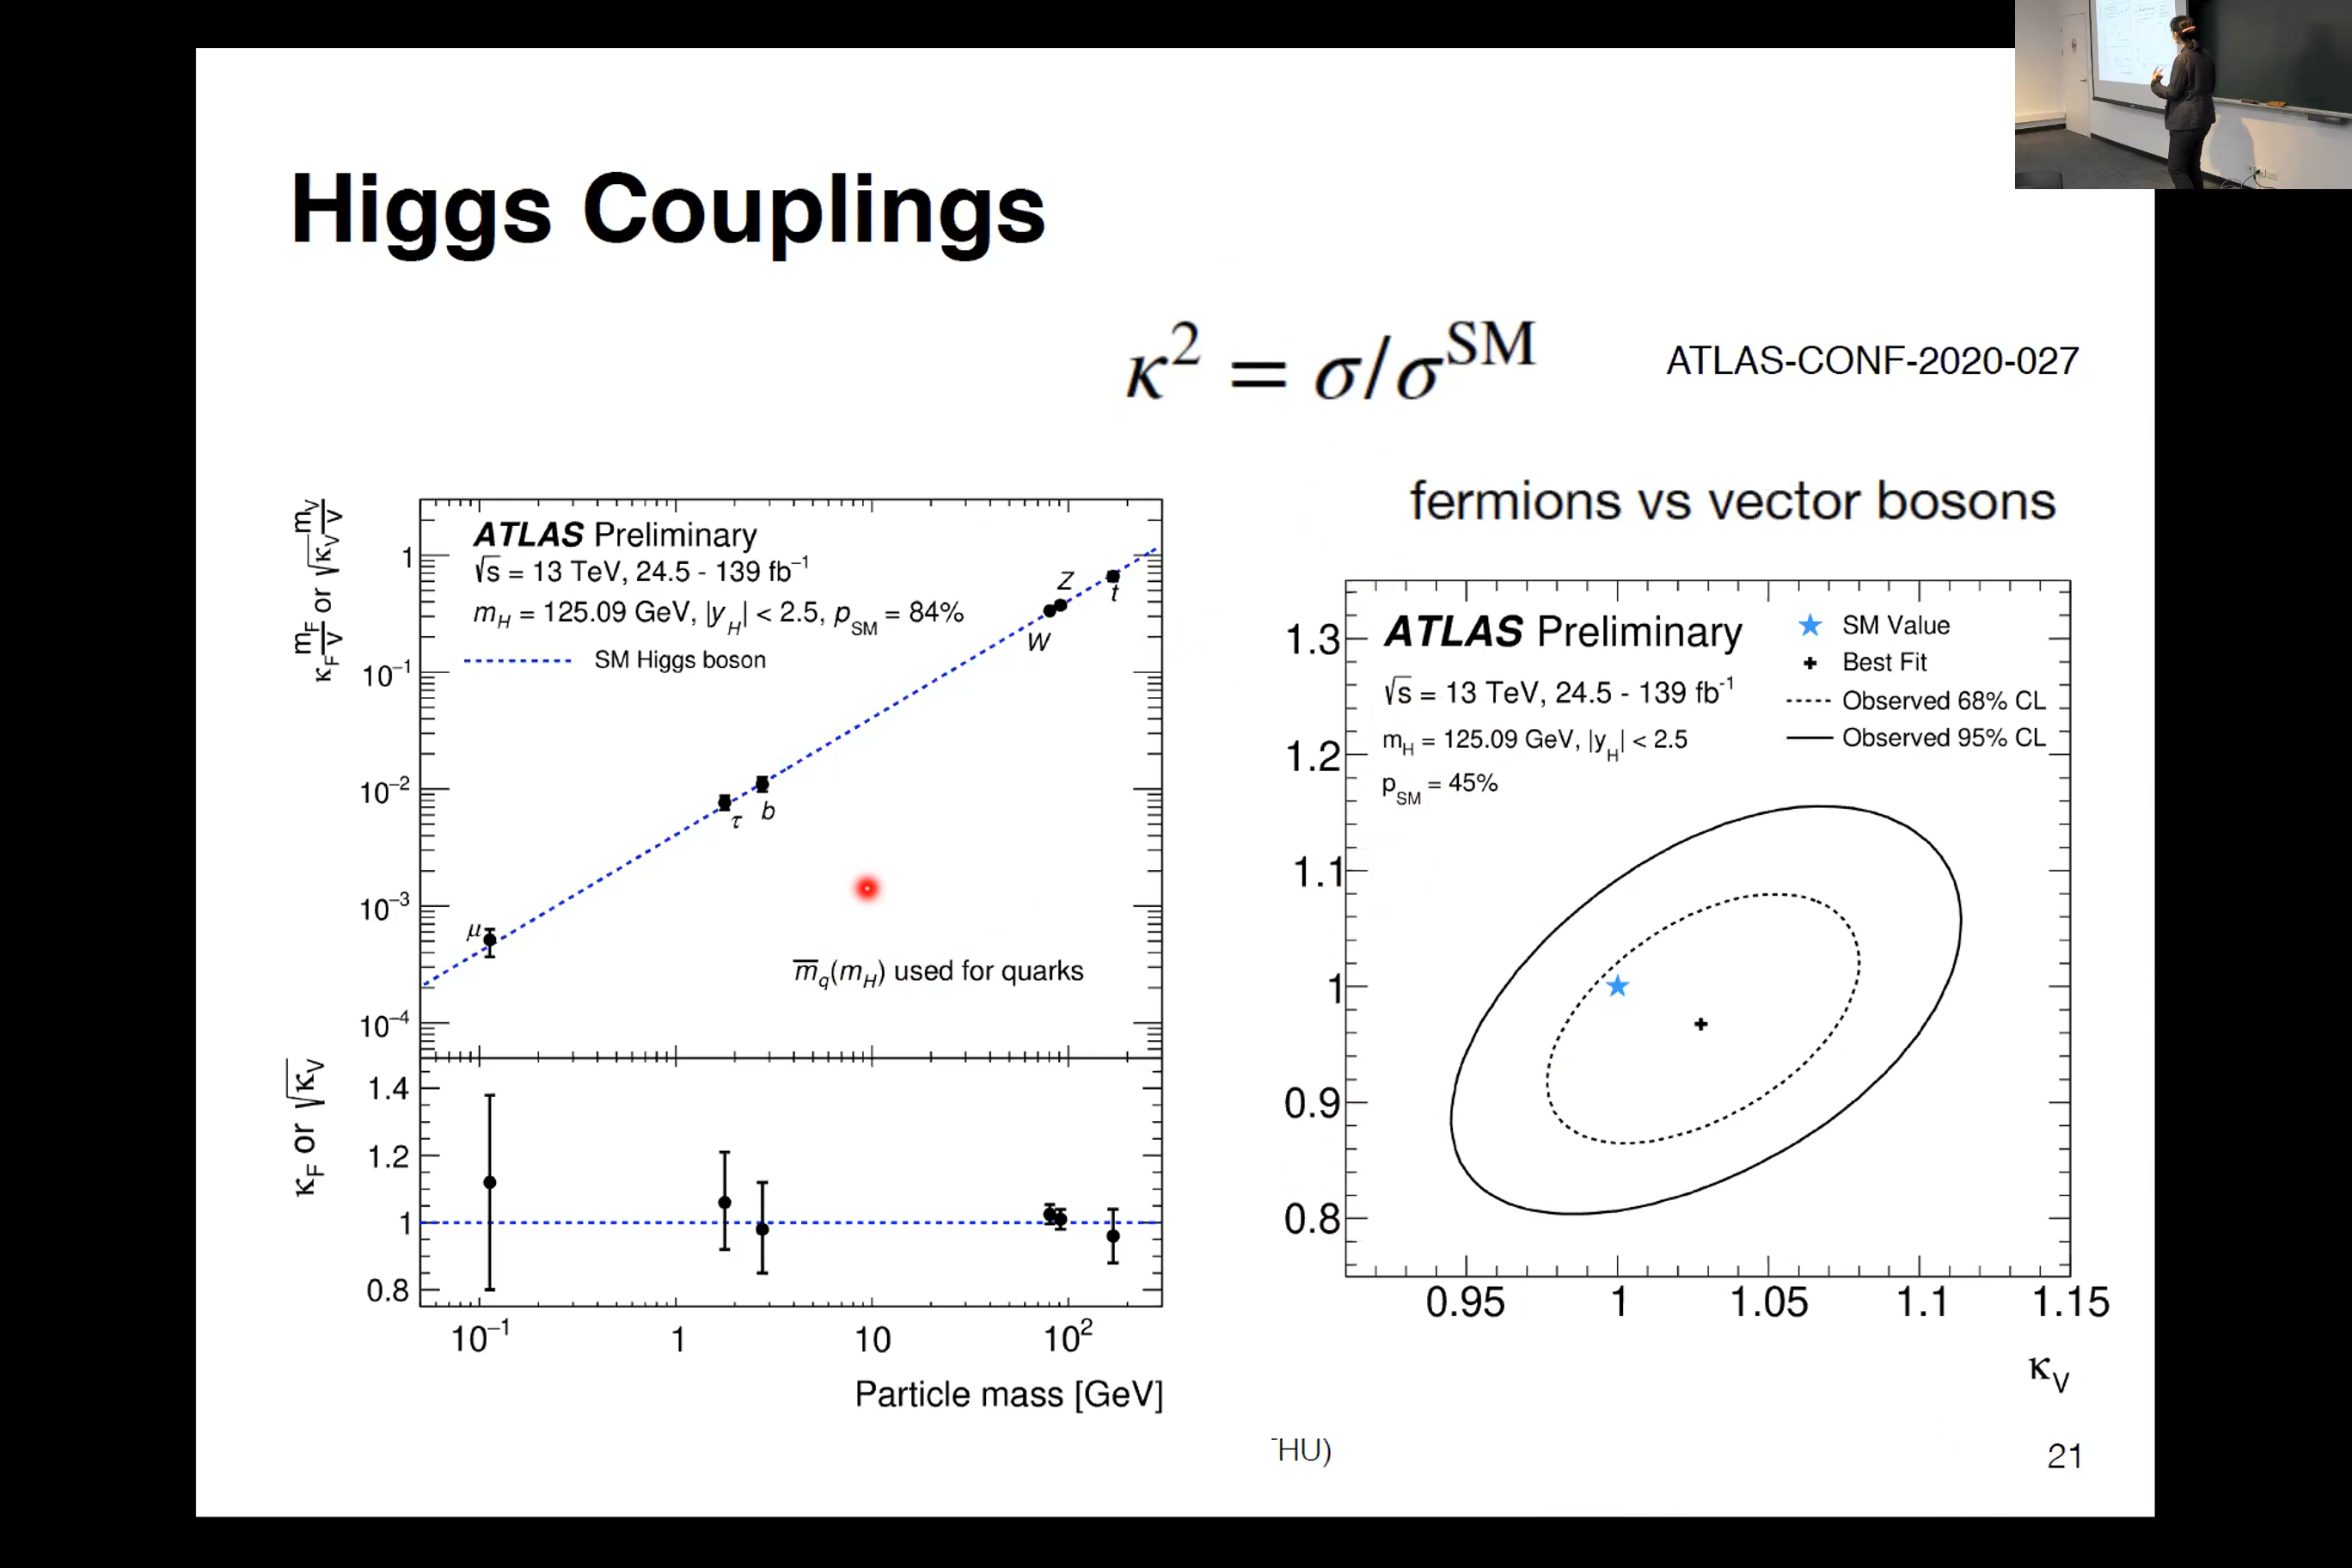 Higgs Couplings
κ² = σ/σ^SM
ATLAS-CONF-2020-027
fermions vs vector bosons
κ_F m_F/v or √κ_V m_V/v
ATLAS Preliminary
√s = 13 TeV, 24.5 - 139 fb⁻¹
m_H = 125.09 GeV, |y_H| < 2.5, p_SM = 84%
SM Higgs boson
1
10⁻¹
10⁻²
10⁻³
10⁻⁴
μ
τ
b
W
Z
t
m̅_q(m_H) used for quarks
κ_F or √κ_V
1.4
1.2
1
0.8
10⁻¹ 1 10 10²
Particle mass [GeV]
ATLAS Preliminary
√s = 13 TeV, 24.5 - 139 fb⁻¹
m_H = 125.09 GeV, |y_H| < 2.5
p_SM = 45%
SM Value
Best Fit
Observed 68% CL
Observed 95% CL
1.3
1.2
1.1
1
0.9
0.8
0.95 1 1.05 1.1 1.15
κ_V
HU)
21